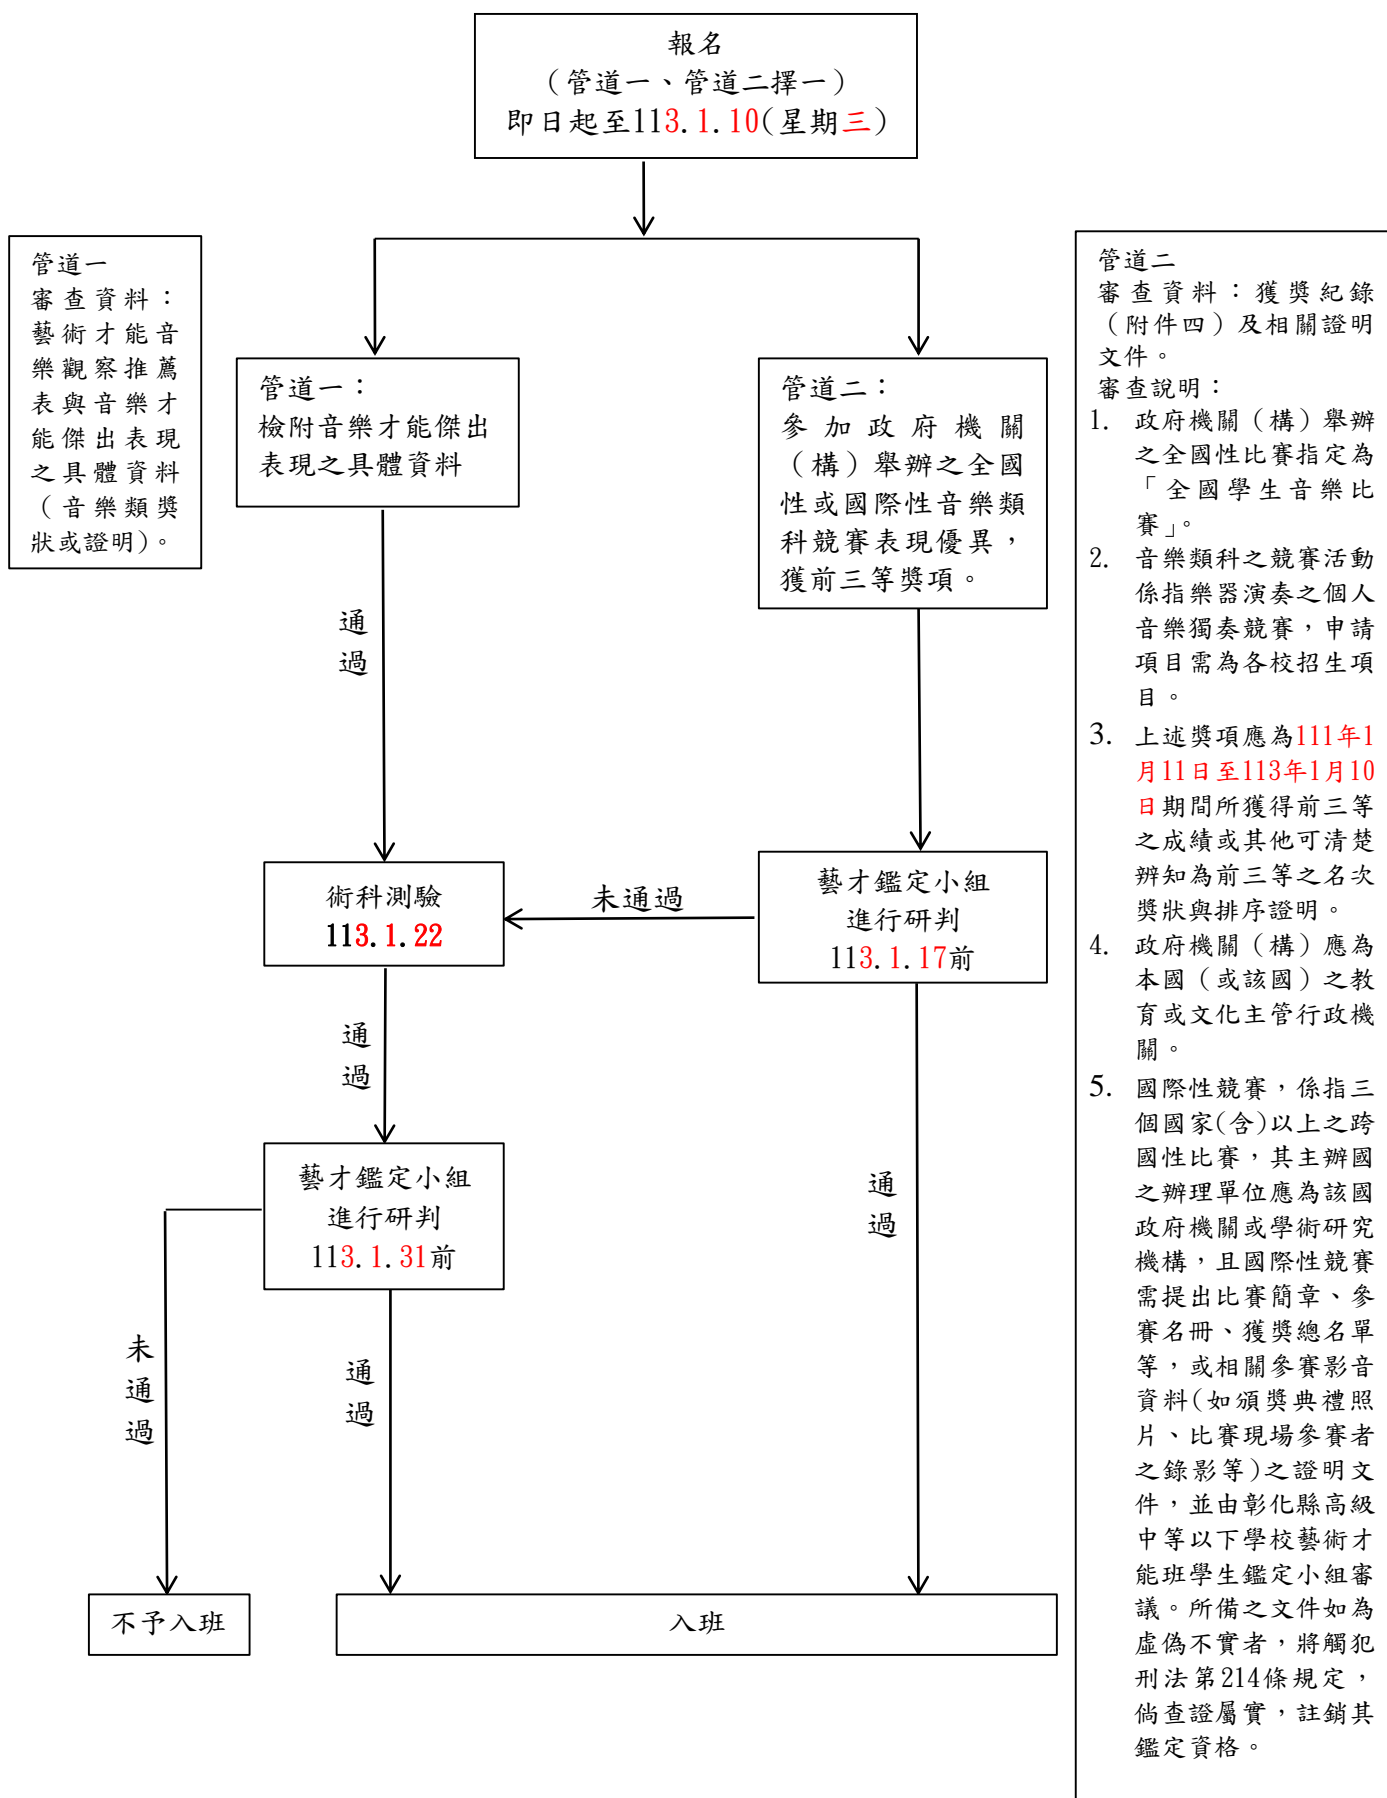 報名
（管道一、管道二擇一）
即日起至113.1.10(星期三)
管道一
審查資料：
藝術才能音
樂觀察推薦
表與音樂才
能傑出表現
之具體資料
（音樂類獎
狀或證明)。
管道一：
檢附音樂才能傑出
表現之具體資料
管道二：
參加政府機關
（構）舉辦之全國
性或國際性音樂類
科競賽表現優異，
獲前三等獎項。
通
過
術科測驗
113.1.22
未通過
藝才鑑定小組
進行研判
113.1.17前
通
過
藝才鑑定小組
進行研判
113.1.31前
通
過
未
通
過
通
過
不予入班
入班
管道二
審查資料：獲獎紀錄
（附件四）及相關證明
文件。
審查說明：
1. 政府機關（構）舉辦
之全國性比賽指定為
「全國學生音樂比
賽」。
2. 音樂類科之競賽活動
係指樂器演奏之個人
音樂獨奏競賽，申請
項目需為各校招生項
目。
3. 上述獎項應為111年1
月11日至113年1月10
日期間所獲得前三等
之成績或其他可清楚
辨知為前三等之名次
獎狀與排序證明。
4. 政府機關（構）應為
本國（或該國）之教
育或文化主管行政機
關。
5. 國際性競賽，係指三
個國家(含)以上之跨
國性比賽，其主辦國
之辦理單位應為該國
政府機關或學術研究
機構，且國際性競賽
需提出比賽簡章、參
賽名冊、獲獎總名單
等，或相關參賽影音
資料(如頒獎典禮照
片、比賽現場參賽者
之錄影等)之證明文
件，並由彰化縣高級
中等以下學校藝術才
能班學生鑑定小組審
議。所備之文件如為
虛偽不實者，將觸犯
刑法第214條規定，
倘查證屬實，註銷其
鑑定資格。